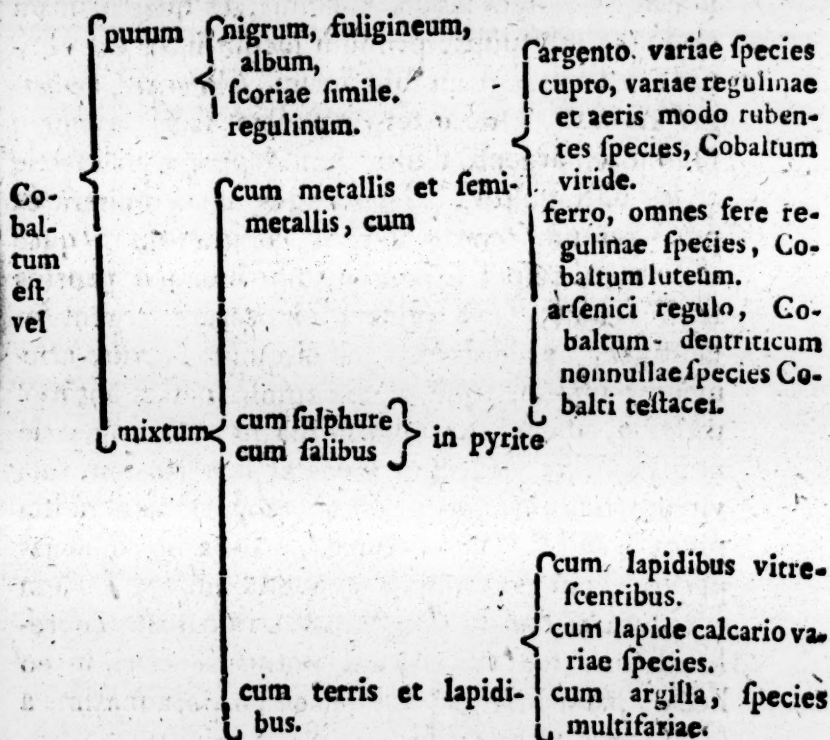 Co-
bal-
tum
eſt
vel
purum
nigrum, fuligineum,
album,
ſcoriae ſimile.
regulinum.
mixtum
cum metallis et ſemi-
metallis, cum
argento. variae ſpecies
cupro, variae regulinae
et aeris modo ruben-
tes ſpecies, Cobaltum
viride.
ferro, omnes fere re-
gulinae ſpecies, Co-
baltum luteum.
arſenici regulo, Co-
baltum- dentriticum
nonnullae ſpecies Co-
balti teſtacei.
cum ſulphure
cum ſalibus
in pyrite
cum terris et lapidi-
bus.
cum lapidibus vitre-
ſcentibus.
cum lapide calcario va-
riae ſpecies.
cum argilla, ſpecies
multifariae.